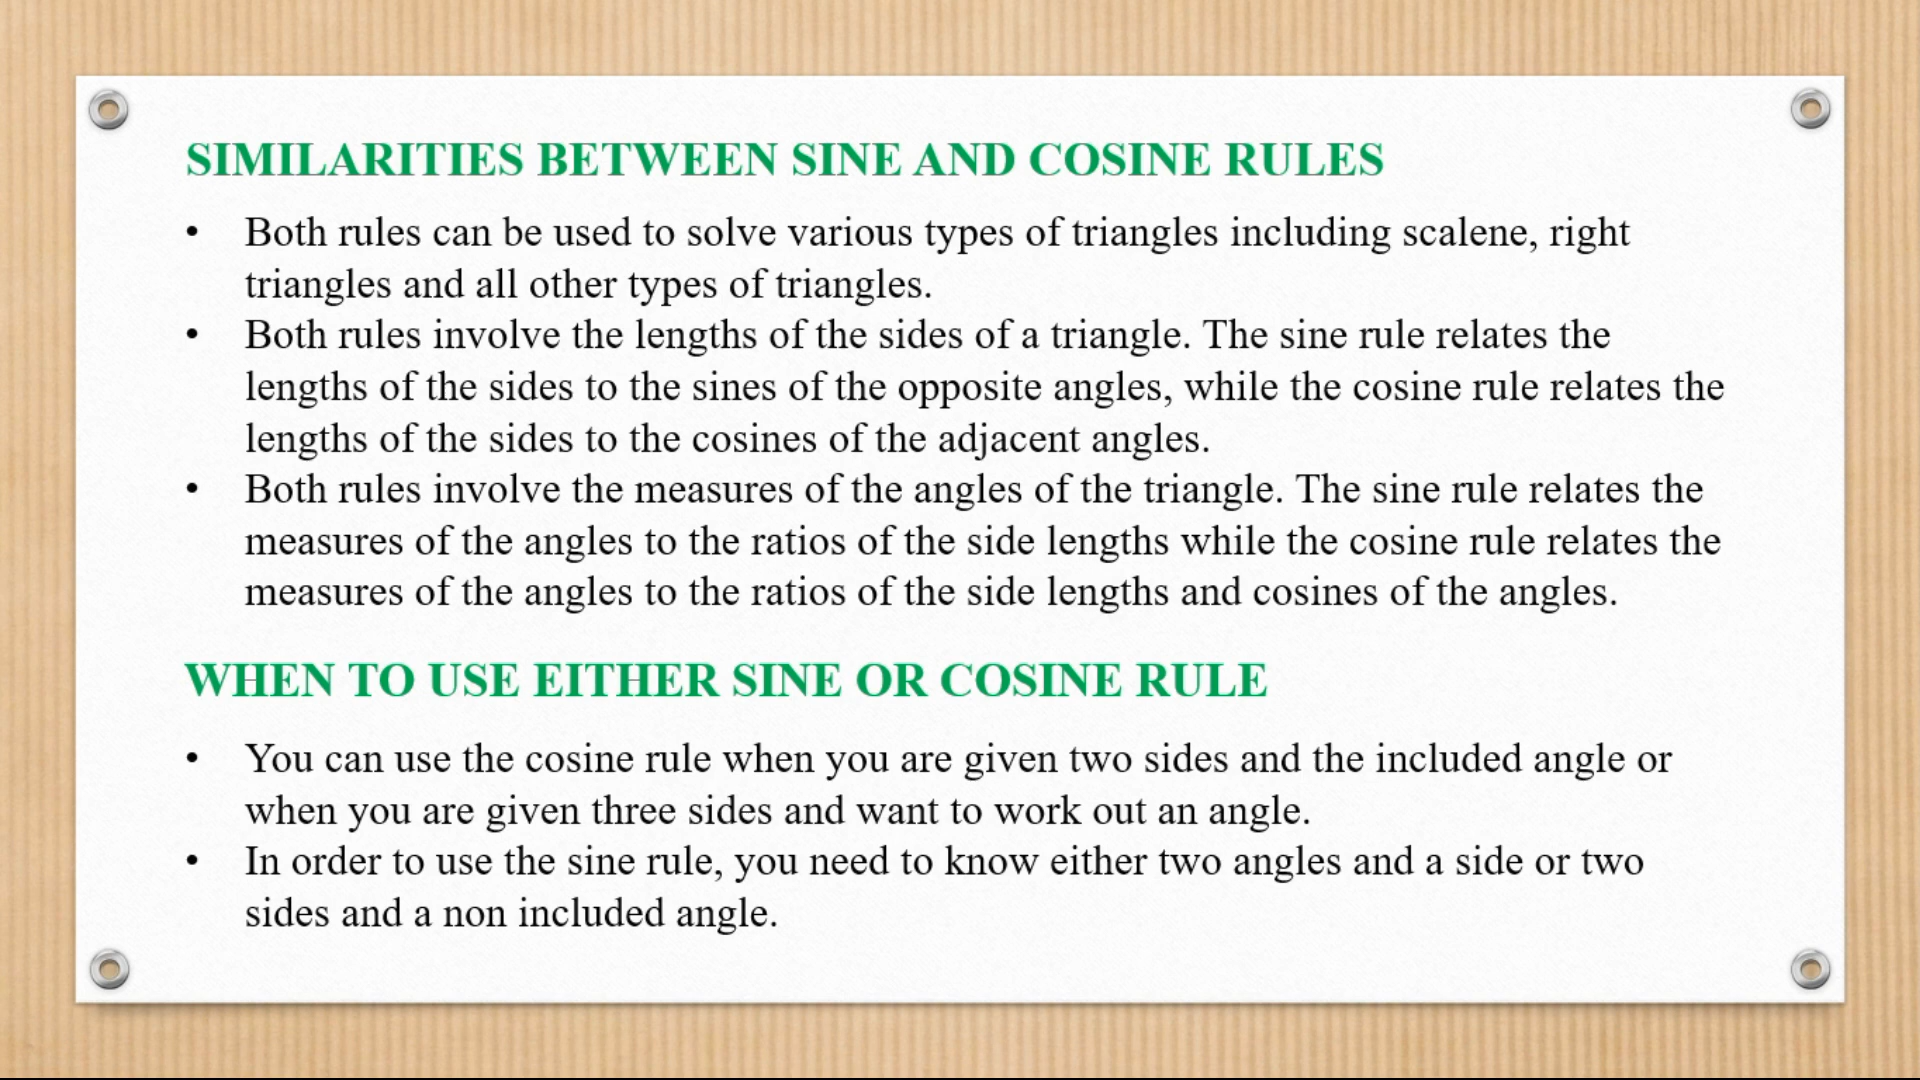 SIMILARITIES BETWEEN SINE AND COSINE RULES
• Both rules can be used to solve various types of triangles including scalene, right
triangles and all other types of triangles.
• Both rules involve the lengths of the sides of a triangle. The sine rule relates the
lengths of the sides to the sines of the opposite angles, while the cosine rule relates the
lengths of the sides to the cosines of the adjacent angles.
• Both rules involve the measures of the angles of the triangle. The sine rule relates the
measures of the angles to the ratios of the side lengths while the cosine rule relates the
measures of the angles to the ratios of the side lengths and cosines of the angles.
WHEN TO USE EITHER SINE OR COSINE RULE
• You can use the cosine rule when you are given two sides and the included angle or
when you are given three sides and want to work out an angle.
• In order to use the sine rule, you need to know either two angles and a side or two
sides and a non included angle.